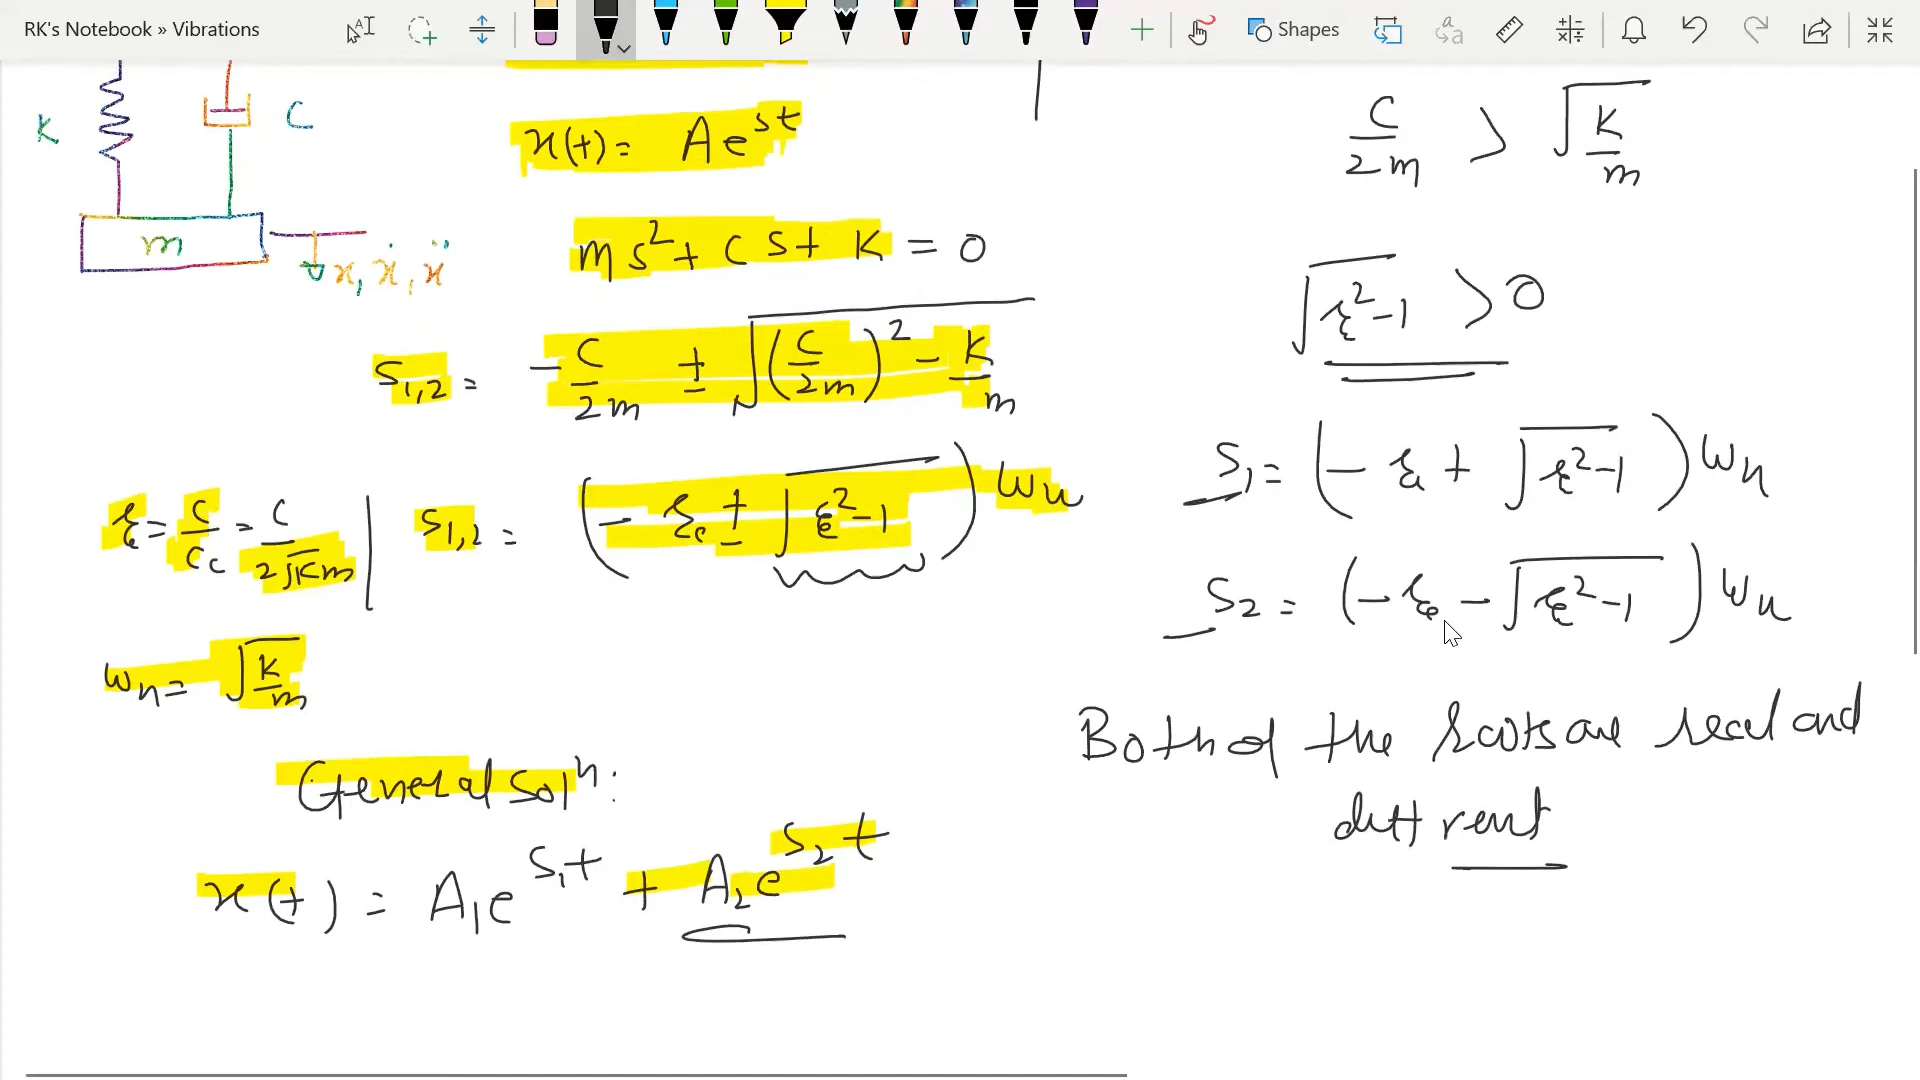 RK's Notebook » Vibrations
Shapes
K
C
m
x, ẋ, ẍ
x(t) = A e^{st}
ms² + cs + K = 0
S₁,₂ = -C/2m ± √((C/2m)² - K/m)
ξ = C/Cc = C/2√Km | S₁,₂ = (-ξ ± √(ξ²-1)) ωn
ωn = √(K/m)
General solⁿ:
x(t) = A₁e^{S₁t} + A₂e^{S₂t}
C/2m > √(K/m)
√(ξ²-1) > 0
S₁ = (-ξ + √(ξ²-1)) ωn
S₂ = (-ξ - √(ξ²-1)) ωn
Both of the roots are real and
diffrent